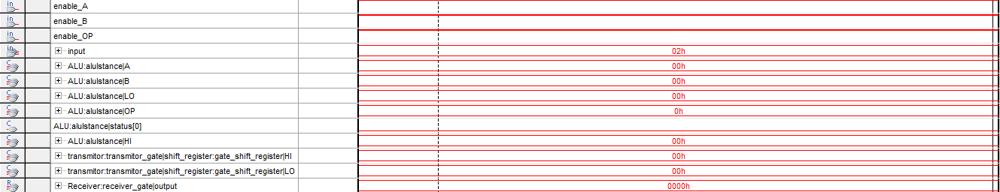 in enable_A
in enable_B
in enable_OP
in input 02h
C ALU:alulstance|A 00h
C ALU:alulstance|B 00h
C ALU:alulstance|LO 00h
C ALU:alulstance|OP 0h
C ALU:alulstance|status[0]
C ALU:alulstance|HI 00h
C transmitor:transmitor_gate|shift_register:gate_shift_register|HI 00h
C transmitor:transmitor_gate|shift_register:gate_shift_register|LO 00h
R Receiver:receiver_gate|output 0000h